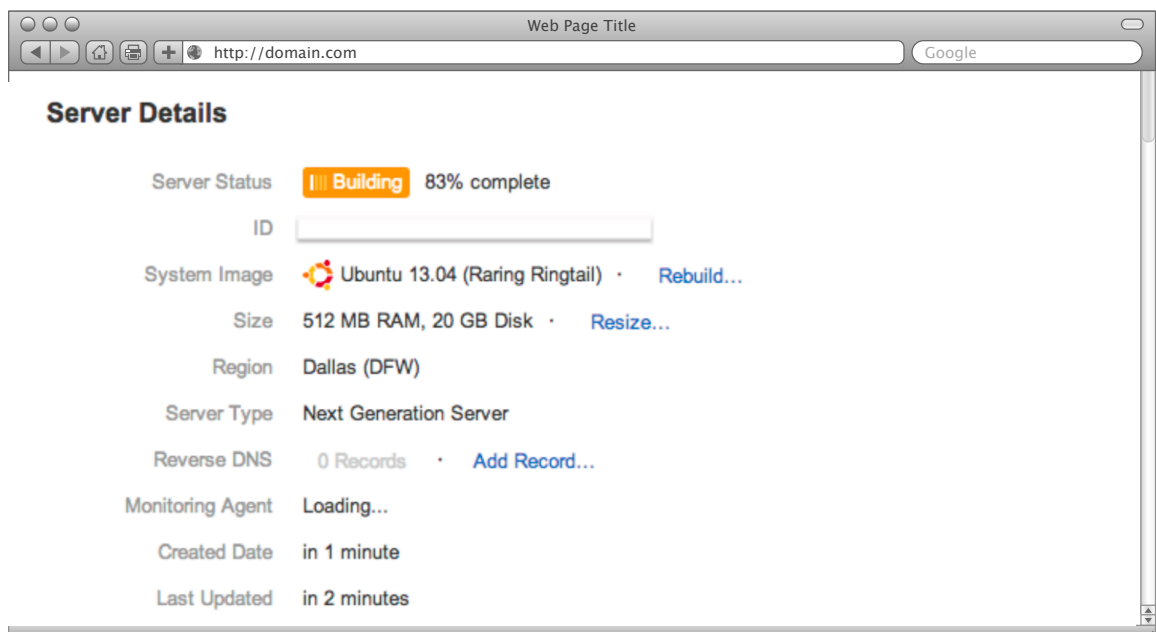 Web Page Title
http://domain.com Google
Server Details
Server Status Building 83% complete
ID
System Image Ubuntu 13.04 (Raring Ringtail) · Rebuild...
Size 512 MB RAM, 20 GB Disk · Resize...
Region Dallas (DFW)
Server Type Next Generation Server
Reverse DNS 0 Records · Add Record...
Monitoring Agent Loading...
Created Date in 1 minute
Last Updated in 2 minutes